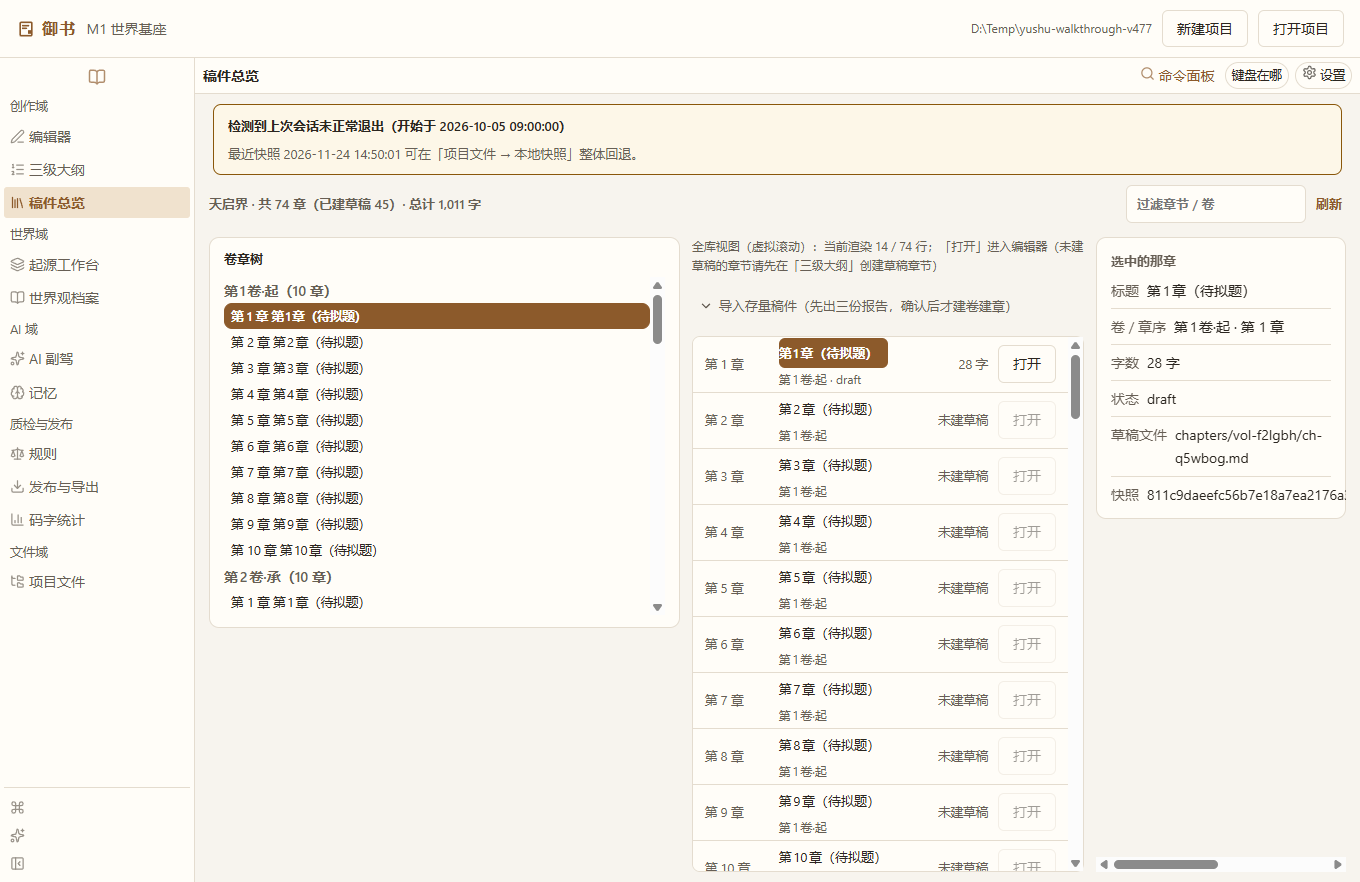 御书 M1 世界基座
D:\Temp\yushu-walkthrough-v477
新建项目
打开项目
创作域
编辑器
三级大纲
稿件总览
世界域
起源工作台
世界观档案
AI 域
AI 副驾
记忆
质检与发布
规则
发布与导出
码字统计
文件域
项目文件
稿件总览
命令面板
键盘在哪
设置
检测到上次会话未正常退出（开始于 2026-10-05 09:00:00）
最近快照 2026-11-24 14:50:01 可在「项目文件 → 本地快照」整体回退。
天启界 · 共 74 章（已建草稿 45）· 总计 1,011 字
过滤章节 / 卷
刷新
卷章树
第1卷·起（10 章）
第 1 章 第1章（待拟题）
第 2 章 第2章（待拟题）
第 3 章 第3章（待拟题）
第 4 章 第4章（待拟题）
第 5 章 第5章（待拟题）
第 6 章 第6章（待拟题）
第 7 章 第7章（待拟题）
第 8 章 第8章（待拟题）
第 9 章 第9章（待拟题）
第 10 章 第10章（待拟题）
第2卷·承（10 章）
第 1 章 第1章（待拟题）
全库视图（虚拟滚动）：当前渲染 14 / 74 行；「打开」进入编辑器（未建
草稿的章节请先在「三级大纲」创建草稿章节）
导入存量稿件（先出三份报告，确认后才建卷建章）
第 1 章 第1章（待拟题） 28 字 打开
第1卷·起 · draft
第 2 章 第2章（待拟题） 未建草稿 打开
第1卷·起
第 3 章 第3章（待拟题） 未建草稿 打开
第1卷·起
第 4 章 第4章（待拟题） 未建草稿 打开
第1卷·起
第 5 章 第5章（待拟题） 未建草稿 打开
第1卷·起
第 6 章 第6章（待拟题） 未建草稿 打开
第1卷·起
第 7 章 第7章（待拟题） 未建草稿 打开
第1卷·起
第 8 章 第8章（待拟题） 未建草稿 打开
第1卷·起
第 9 章 第9章（待拟题） 未建草稿 打开
第1卷·起
第 10 章 第10章（待拟题） 未建草稿 打开
选中的那章
标题 第1章（待拟题）
卷 / 章序 第1卷·起 · 第 1 章
字数 28 字
状态 draft
草稿文件 chapters/vol-f2lgbh/ch-
q5wbog.md
快照 811c9daeefc56b7e18a7ea2176a